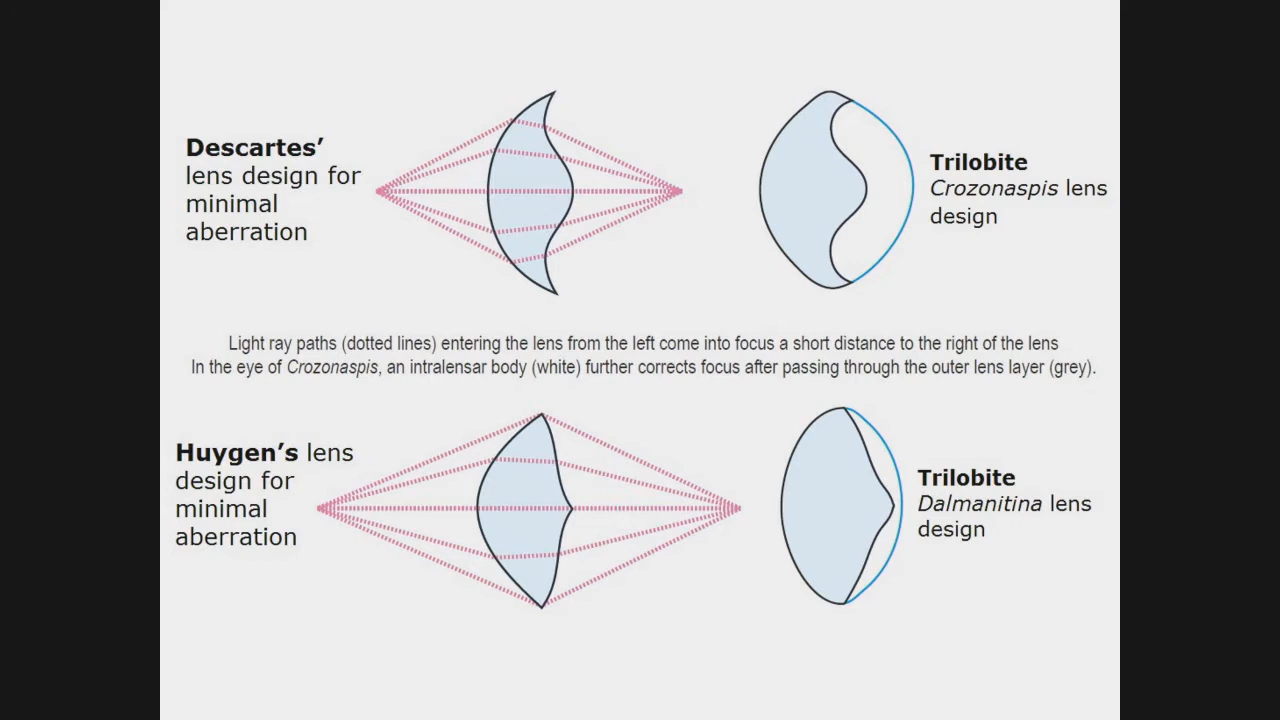 Descartes’
lens design for
minimal
aberration
Trilobite
Crozonaspis lens
design
Light ray paths (dotted lines) entering the lens from the left come into focus a short distance to the right of the lens
In the eye of Crozonaspis, an intralensar body (white) further corrects focus after passing through the outer lens layer (grey).
Huygen’s lens
design for
minimal
aberration
Trilobite
Dalmanitina lens
design